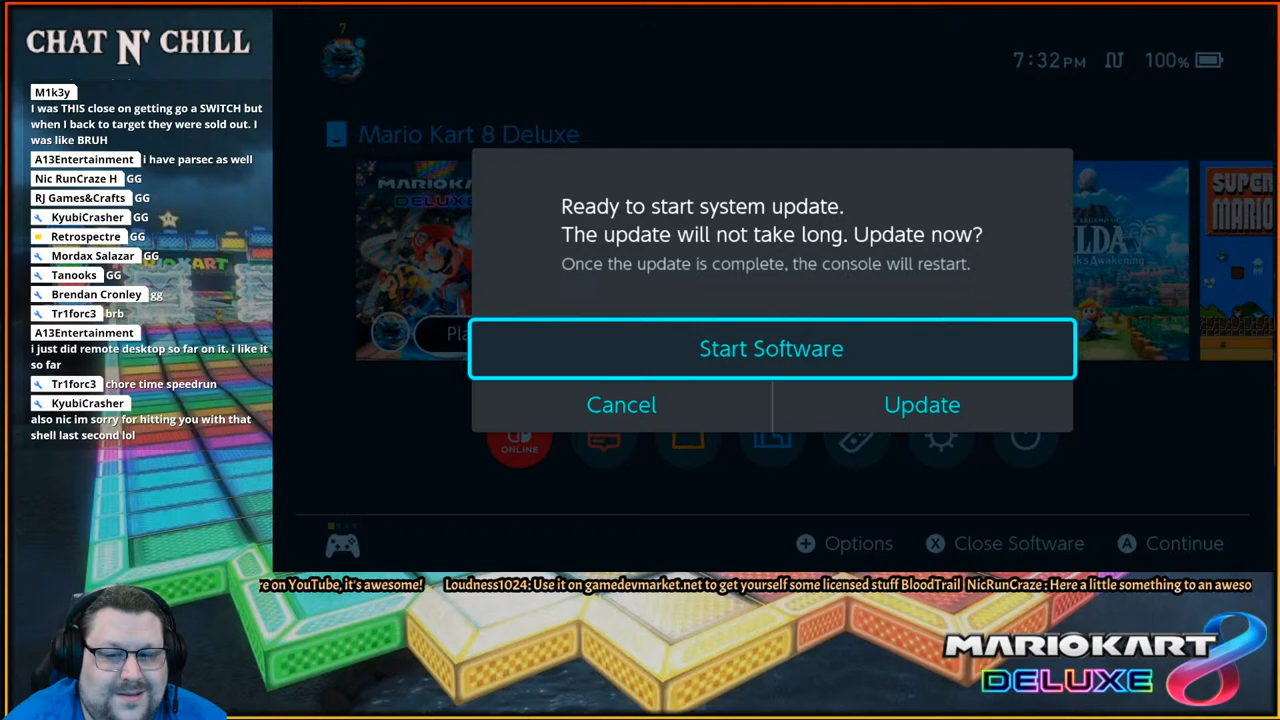 CHAT N' CHILL
M1k3y
I was THIS close on getting go a SWITCH but
when I back to target they were sold out. I
was like BRUH
A13Entertainment i have parsec as well
Nic RunCraze H GG
RJ Games&Crafts GG
KyubiCrasher GG
Retrospectre GG
Mordax Salazar GG
Tanooks GG
Brendan Cronley gg
Tr1forc3 brb
A13Entertainment
i just did remote desktop so far on it. i like it
so far
Tr1forc3 chore time speedrun
KyubiCrasher
also nic im sorry for hitting you with that
shell last second lol
7
7:32 PM 100%
Mario Kart 8 Deluxe
Ready to start system update.
The update will not take long. Update now?
Once the update is complete, the console will restart.
Start Software
Cancel Update
ONLINE
Options Close Software Continue
re on YouTube, it's awesome! Loudness1024: Use it on gamedevmarket.net to get yourself some licensed stuff BloodTrail NicRunCraze : Here a little something to an aweso
MARIOKART 8
DELUXE